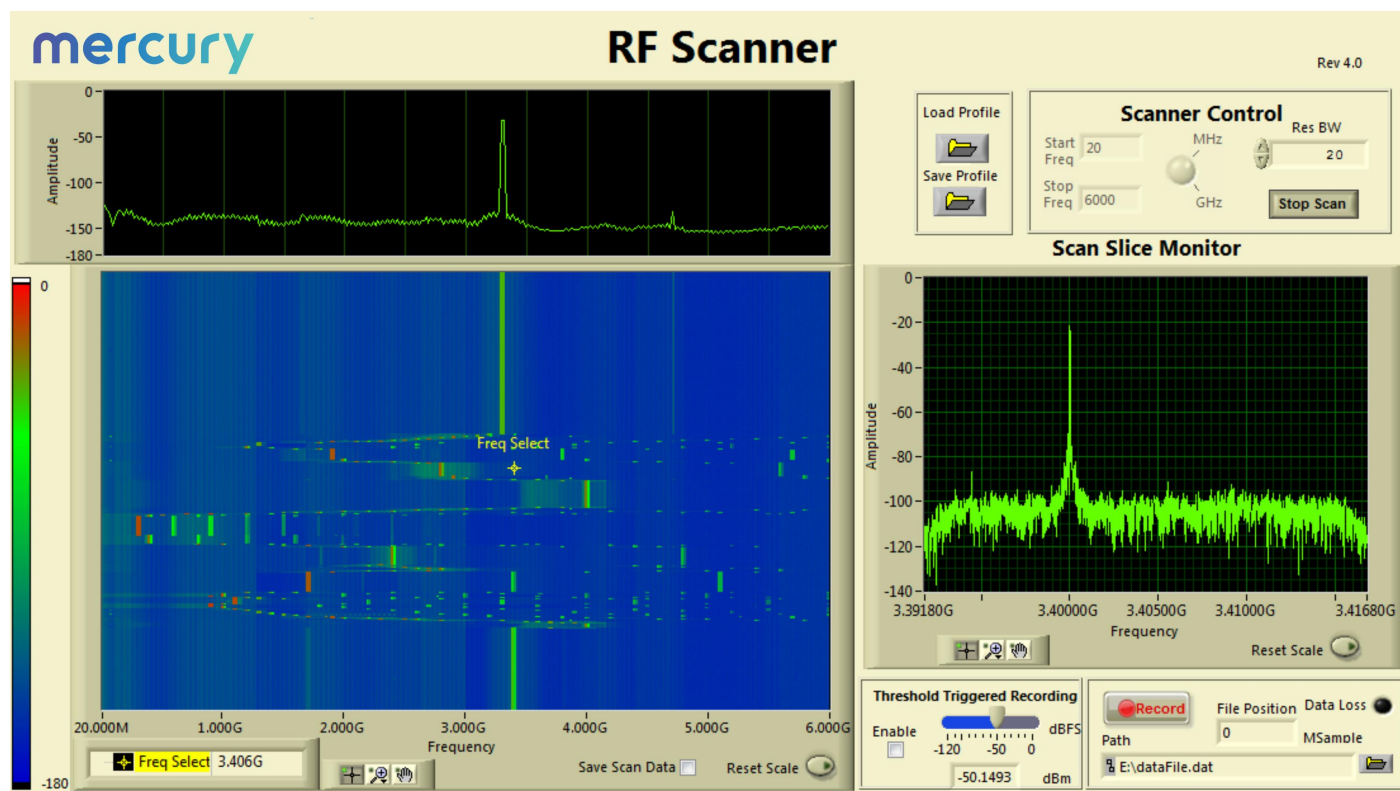 mercury
RF Scanner
Rev 4.0
Amplitude
0
-50
-100
-150
-180
Load Profile
Save Profile
Scanner Control
Start Freq
20
MHz
Res BW
20
Stop Freq
6000
GHz
Stop Scan
0
-180
Freq Select
20.000M
1.000G
2.000G
3.000G
4.000G
5.000G
6.000G
Frequency
Freq Select
3.406G
Save Scan Data
Reset Scale
Scan Slice Monitor
Amplitude
0
-20
-40
-60
-80
-100
-120
-140
3.39180G
3.40000G
3.40500G
3.41000G
3.41680G
Frequency
Reset Scale
Threshold Triggered Recording
Enable
-120
-50
0
dBFS
-50.1493
dBm
Record
File Position
Data Loss
0
MSample
Path
E:\dataFile.dat